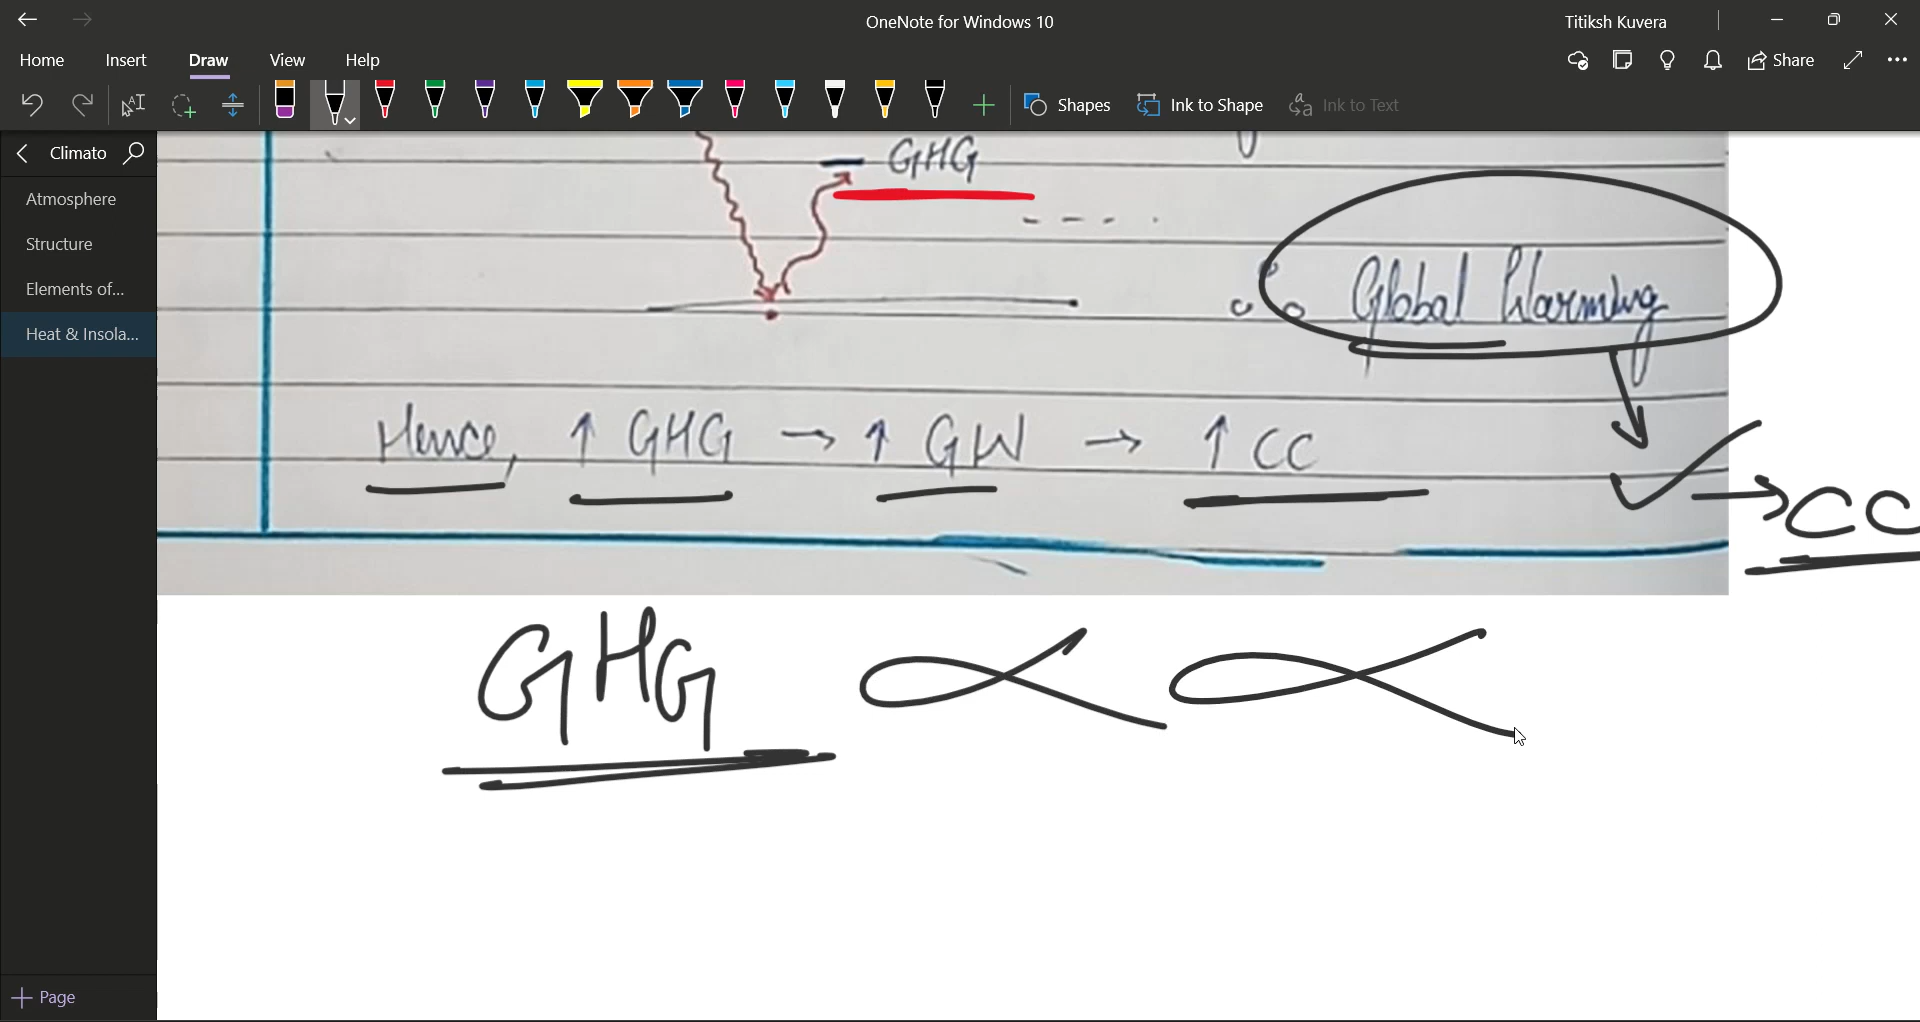 OneNote for Windows 10
Titiksh Kuvera
Home Insert Draw View Help
Share
Shapes Ink to Shape Ink to Text
Climato
Atmosphere
Structure
Elements of...
Heat & Insola...
Page
GHG
Global Warming
Hence, ↑ GHG → ↑ GW → ↑ CC
→ CC
GHG ∝ ∝